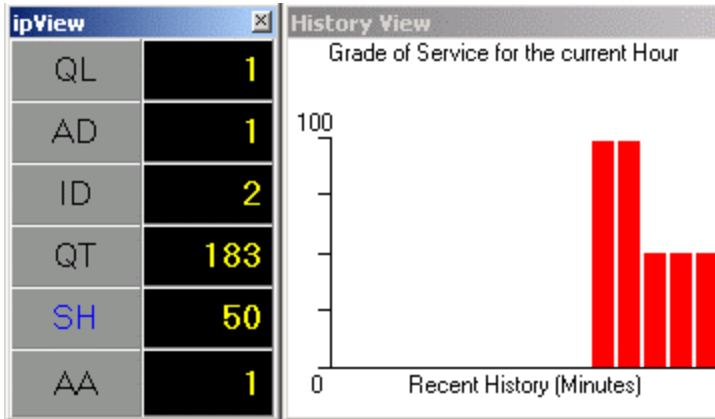 ipView
QL 1
AD 1
ID 2
QT 183
SH 50
AA 1
History View
Grade of Service for the current Hour
100
0
Recent History (Minutes)